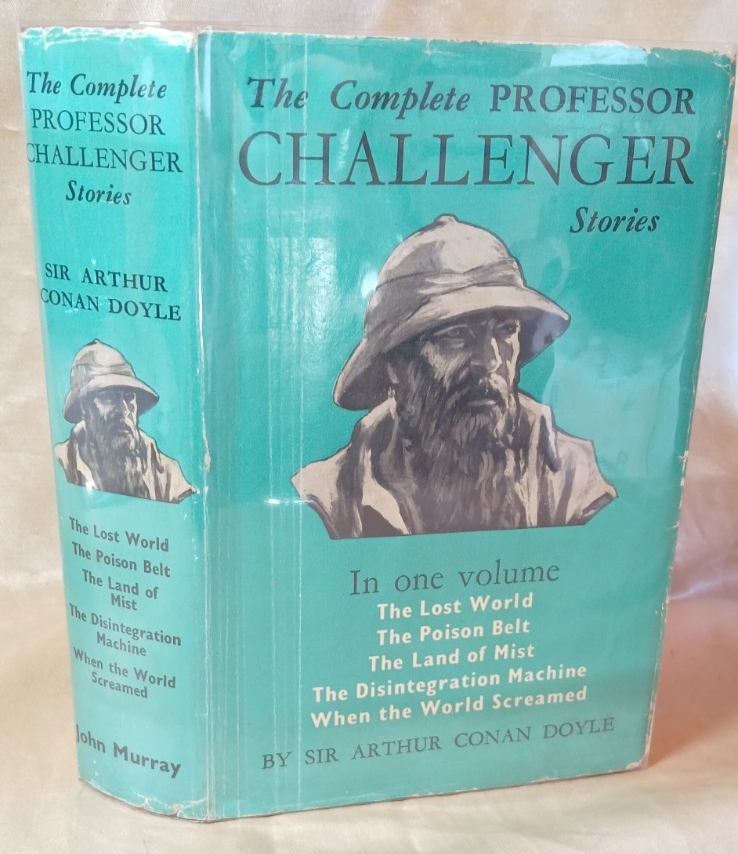 The Complete
PROFESSOR
CHALLENGER
Stories
SIR ARTHUR
CONAN DOYLE
The Lost World
The Poison Belt
The Land of
Mist
The Disintegration
Machine
When the World
Screamed
John Murray
The Complete PROFESSOR
CHALLENGER
Stories
In one volume
The Lost World
The Poison Belt
The Land of Mist
The Disintegration Machine
When the World Screamed
BY SIR ARTHUR CONAN DOYLE